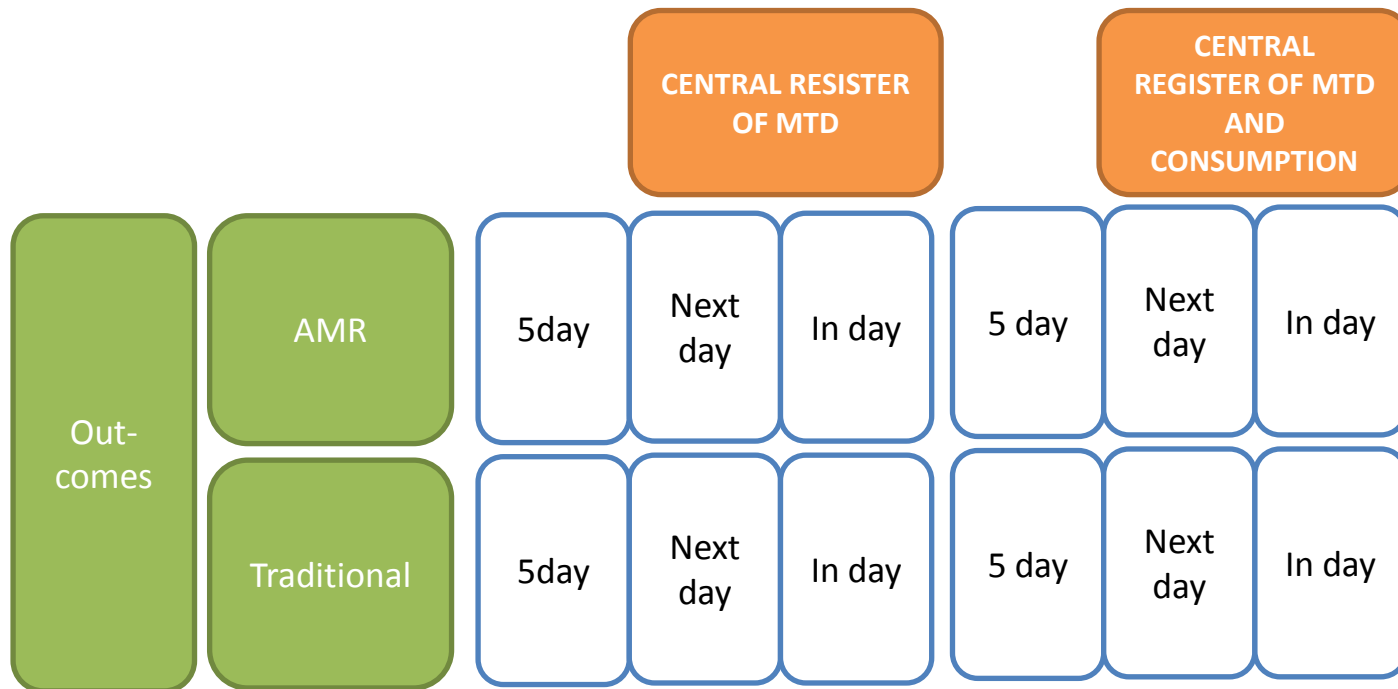 CENTRAL RESISTER
OF MTD
CENTRAL
REGISTER OF MTD
AND
CONSUMPTION
Out-
comes
AMR
5day
Next
day
In day
5 day
Next
day
In day
Traditional
5day
Next
day
In day
5 day
Next
day
In day